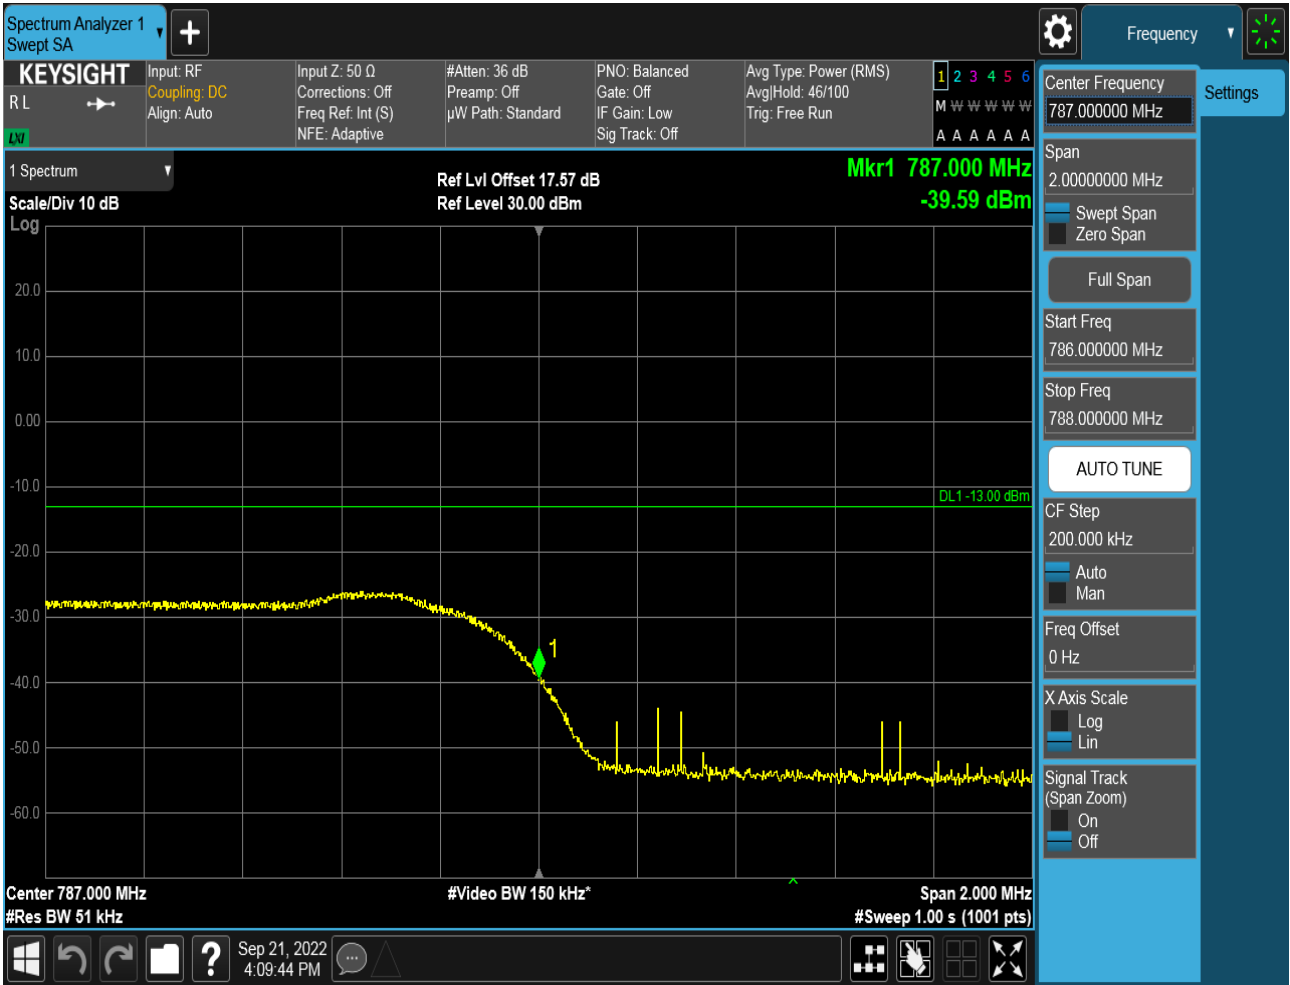 Spectrum Analyzer 1
Swept SA
Frequency
KEYSIGHT
R L
LXI
Input: RF
Coupling: DC
Align: Auto
Input Z: 50 Ω
Corrections: Off
Freq Ref: Int (S)
NFE: Adaptive
#Atten: 36 dB
Preamp: Off
µW Path: Standard
PNO: Balanced
Gate: Off
IF Gain: Low
Sig Track: Off
Avg Type: Power (RMS)
Avg|Hold: 46/100
Trig: Free Run
1 2 3 4 5 6
M W W W W W
A A A A A A
1 Spectrum
Scale/Div 10 dB
Log
Ref Lvl Offset 17.57 dB
Ref Level 30.00 dBm
Mkr1 787.000 MHz
-39.59 dBm
20.0
10.0
0.00
-10.0
-20.0
-30.0
-40.0
-50.0
-60.0
DL1 -13.00 dBm
1
Center 787.000 MHz
#Res BW 51 kHz
#Video BW 150 kHz*
Span 2.000 MHz
#Sweep 1.00 s (1001 pts)
Center Frequency
787.000000 MHz
Span
2.00000000 MHz
Swept Span
Zero Span
Full Span
Start Freq
786.000000 MHz
Stop Freq
788.000000 MHz
AUTO TUNE
CF Step
200.000 kHz
Auto
Man
Freq Offset
0 Hz
X Axis Scale
Log
Lin
Signal Track
(Span Zoom)
On
Off
Settings
?
Sep 21, 2022
4:09:44 PM